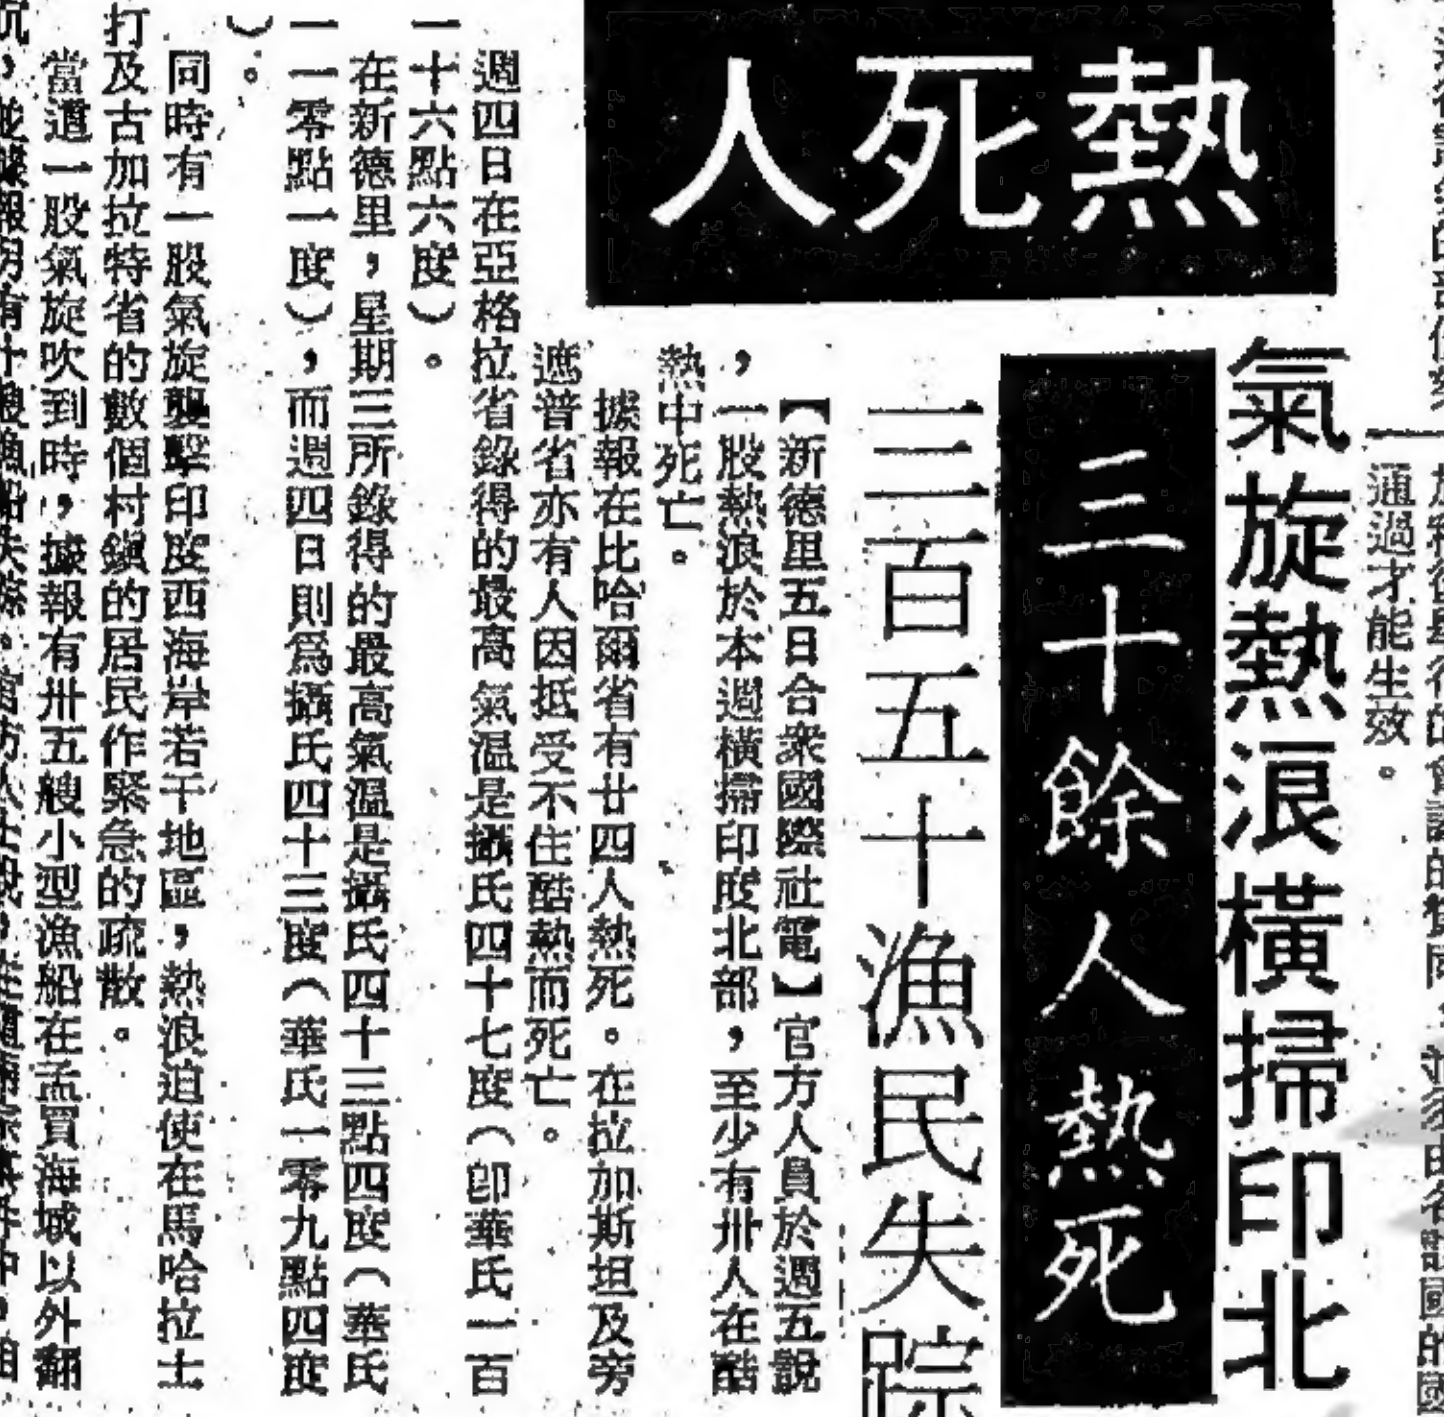 熱死人
氣旋熱浪橫掃印北
三十餘人熱死
三百五十漁民失踪
【新德里五日合衆國際社電】官方人員於週五說
，一股熱浪於本週橫掃印度北部，至少有卅人在酷
熱中死亡。
據報在比哈爾省有廿四人熱死。在拉加斯坦及旁
遮普省亦有人因抵受不住酷熱而死亡。
週四日在亞格拉省錄得的最高氣溫是攝氏四十七度（卽華氏一百
一十六點六度）。
在新德里，星期三所錄得的最高氣溫是攝氏四十三點四度（華氏
一一零點一度），而週四日則爲攝氏四十三度（華氏一零九點四度
）。
同時有一股氣旋襲擊印度西海岸若干地區，熱浪迫使在馬哈拉士
打及古加拉特省的數個村鎮的居民作緊急的疏散。
當這一股氣旋吹到時，據報有卅五艘小型漁船在孟買海域以外翻
通過才能生效。